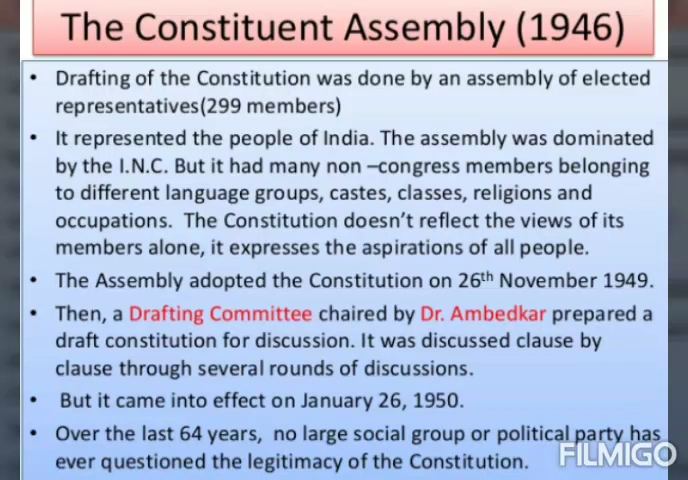 The Constituent Assembly (1946)
• Drafting of the Constitution was done by an assembly of elected
representatives(299 members)
• It represented the people of India. The assembly was dominated
by the I.N.C. But it had many non –congress members belonging
to different language groups, castes, classes, religions and
occupations. The Constitution doesn’t reflect the views of its
members alone, it expresses the aspirations of all people.
• The Assembly adopted the Constitution on 26th November 1949.
• Then, a Drafting Committee chaired by Dr. Ambedkar prepared a
draft constitution for discussion. It was discussed clause by
clause through several rounds of discussions.
• But it came into effect on January 26, 1950.
• Over the last 64 years, no large social group or political party has
ever questioned the legitimacy of the Constitution.
FILMIGO